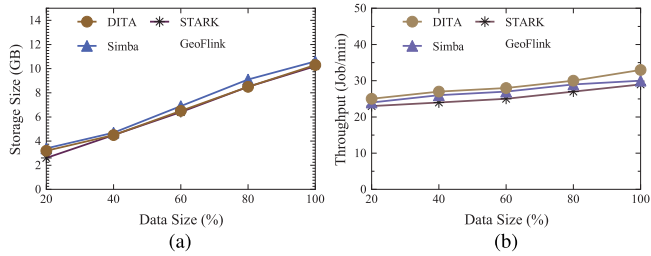 14
12
10
8
6
4
2
0
Storage Size (GB)
DITA
STARK
Simba
GeoFlink
20
40
60
80
100
Data Size (%)
(a)
50
40
30
20
10
0
Throughput (Job/min)
DITA
STARK
Simba
GeoFlink
20
40
60
80
100
Data Size (%)
(b)